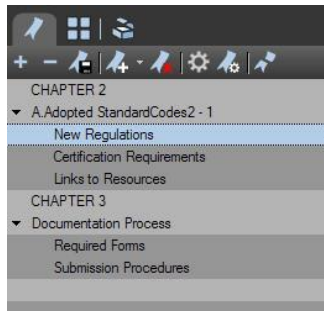 CHAPTER 2
A.Adopted StandardCodes2 - 1
New Regulations
Certification Requirements
Links to Resources
CHAPTER 3
Documentation Process
Required Forms
Submission Procedures